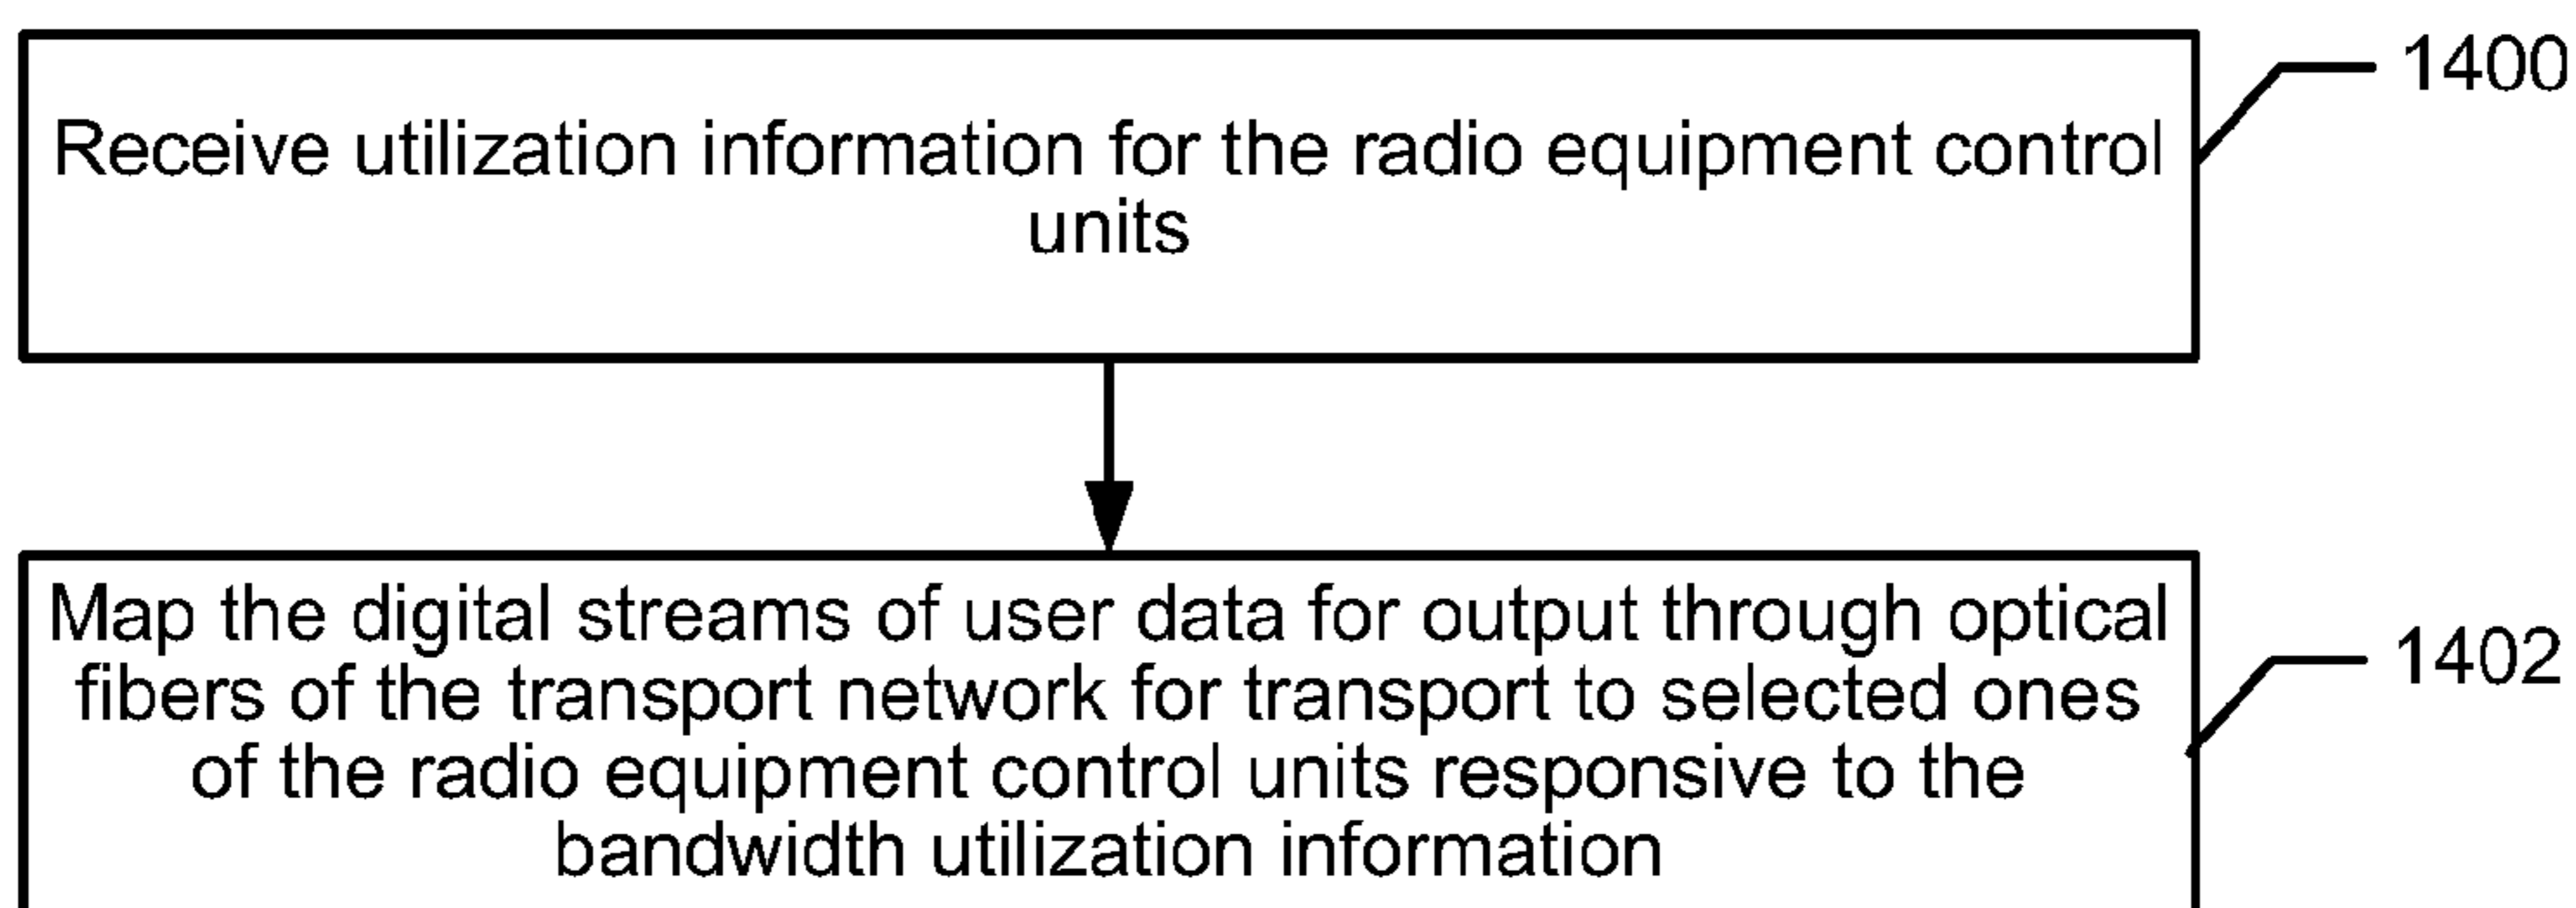 1400
Receive utilization information for the radio equipment control
units
Map the digital streams of user data for output through optical
fibers of the transport network for transport to selected ones
of the radio equipment control units responsive to the
bandwidth utilization information
1402